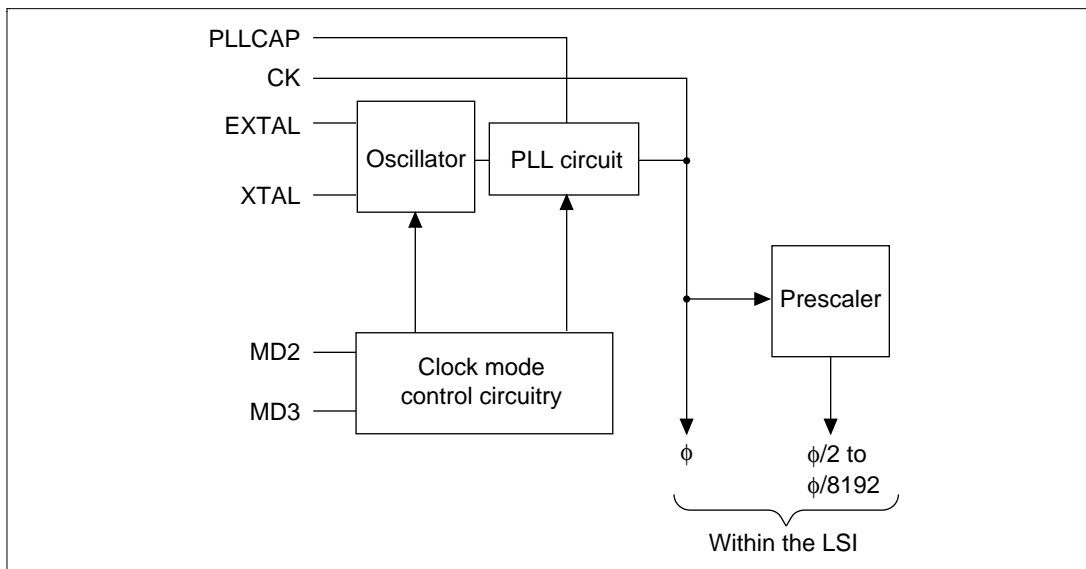 PLLCAP
CK
EXTAL
Oscillator
PLL circuit
XTAL
Prescaler
MD2
Clock mode
control circuitry
MD3
ϕ
ϕ/2 to
ϕ/8192
Within the LSI